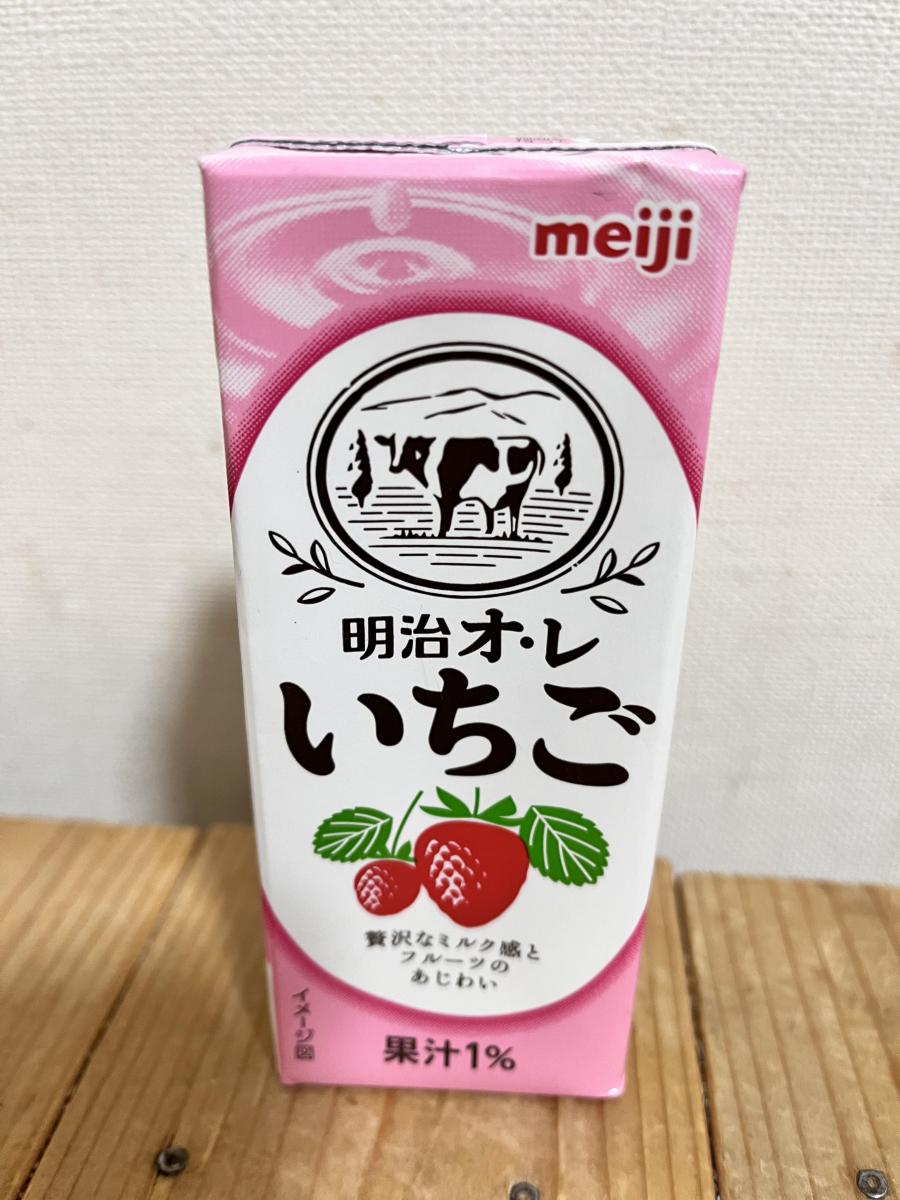 meiji
明治オ・レ
いちご
贅沢なミルク感と
フルーツの
あじわい
イメージ図
果汁1%